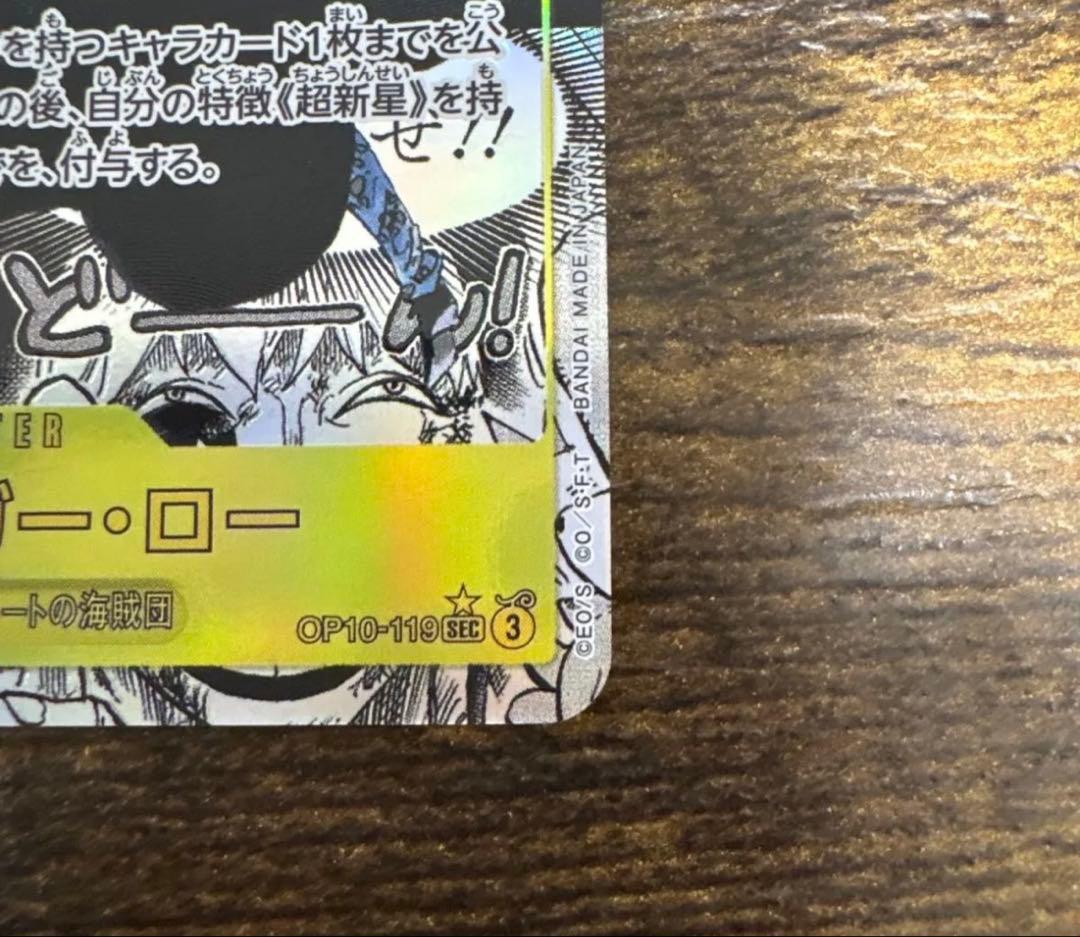 を持つキャラカード1枚までを公
の後、自分の特徴《超新星》を持
を、付与する。
せ!!
どーん!
TER
ー・ロー
ートの海賊団
OP10-119 SEC 3
©EO/S ©O/S・F・T BANDAI MADE IN JAPAN